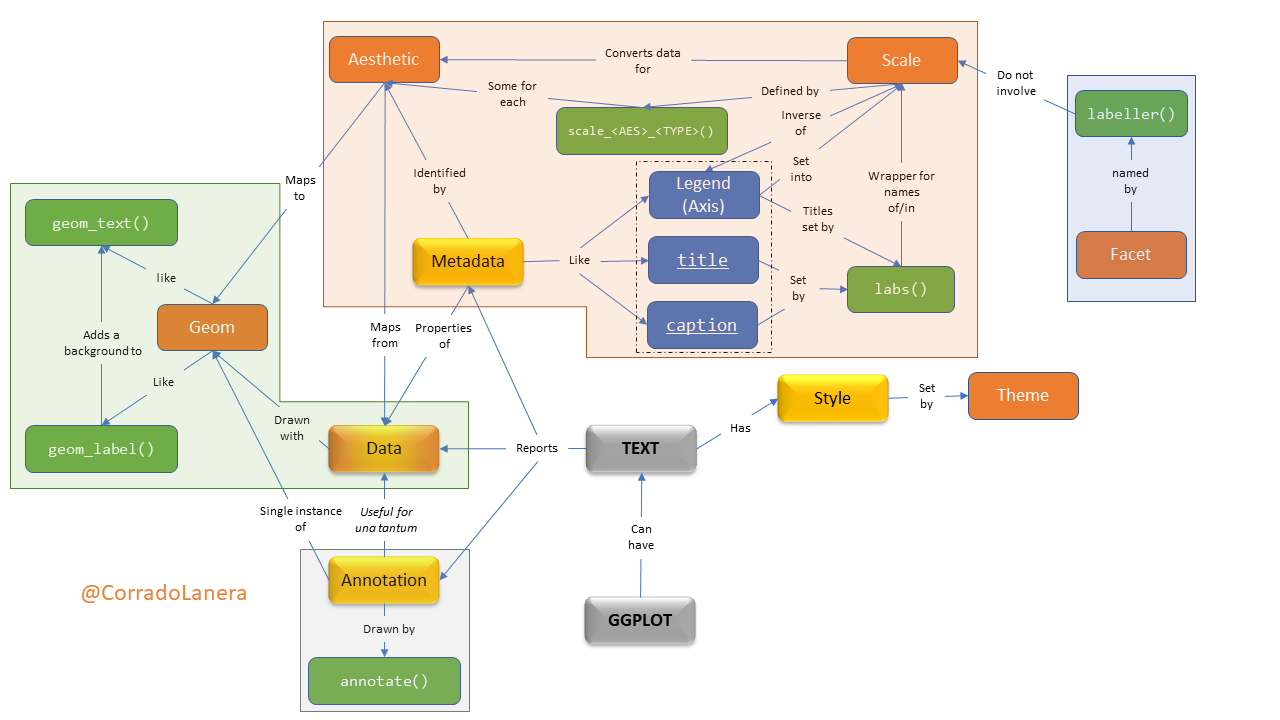 Aesthetic
Converts data
for
Scale
Do not
involve
Some for
each
Defined by
labeller()
scale_<AES>_<TYPE>()
Inverse
of
Maps
to
Identified
by
Set
into
Legend
(Axis)
Wrapper for
names
of/in
named
by
geom_text()
Titles
set by
like
Metadata
Like
title
Set
by
labs()
Facet
Geom
caption
Adds a
background to
Maps
from
Properties
of
Like
Drawn
with
geom_label()
Data
Reports
TEXT
Has
Style
Set
by
Theme
Single instance
of
Useful for
una tantum
Can
have
Annotation
@CorradoLanera
GGPLOT
Drawn by
annotate()